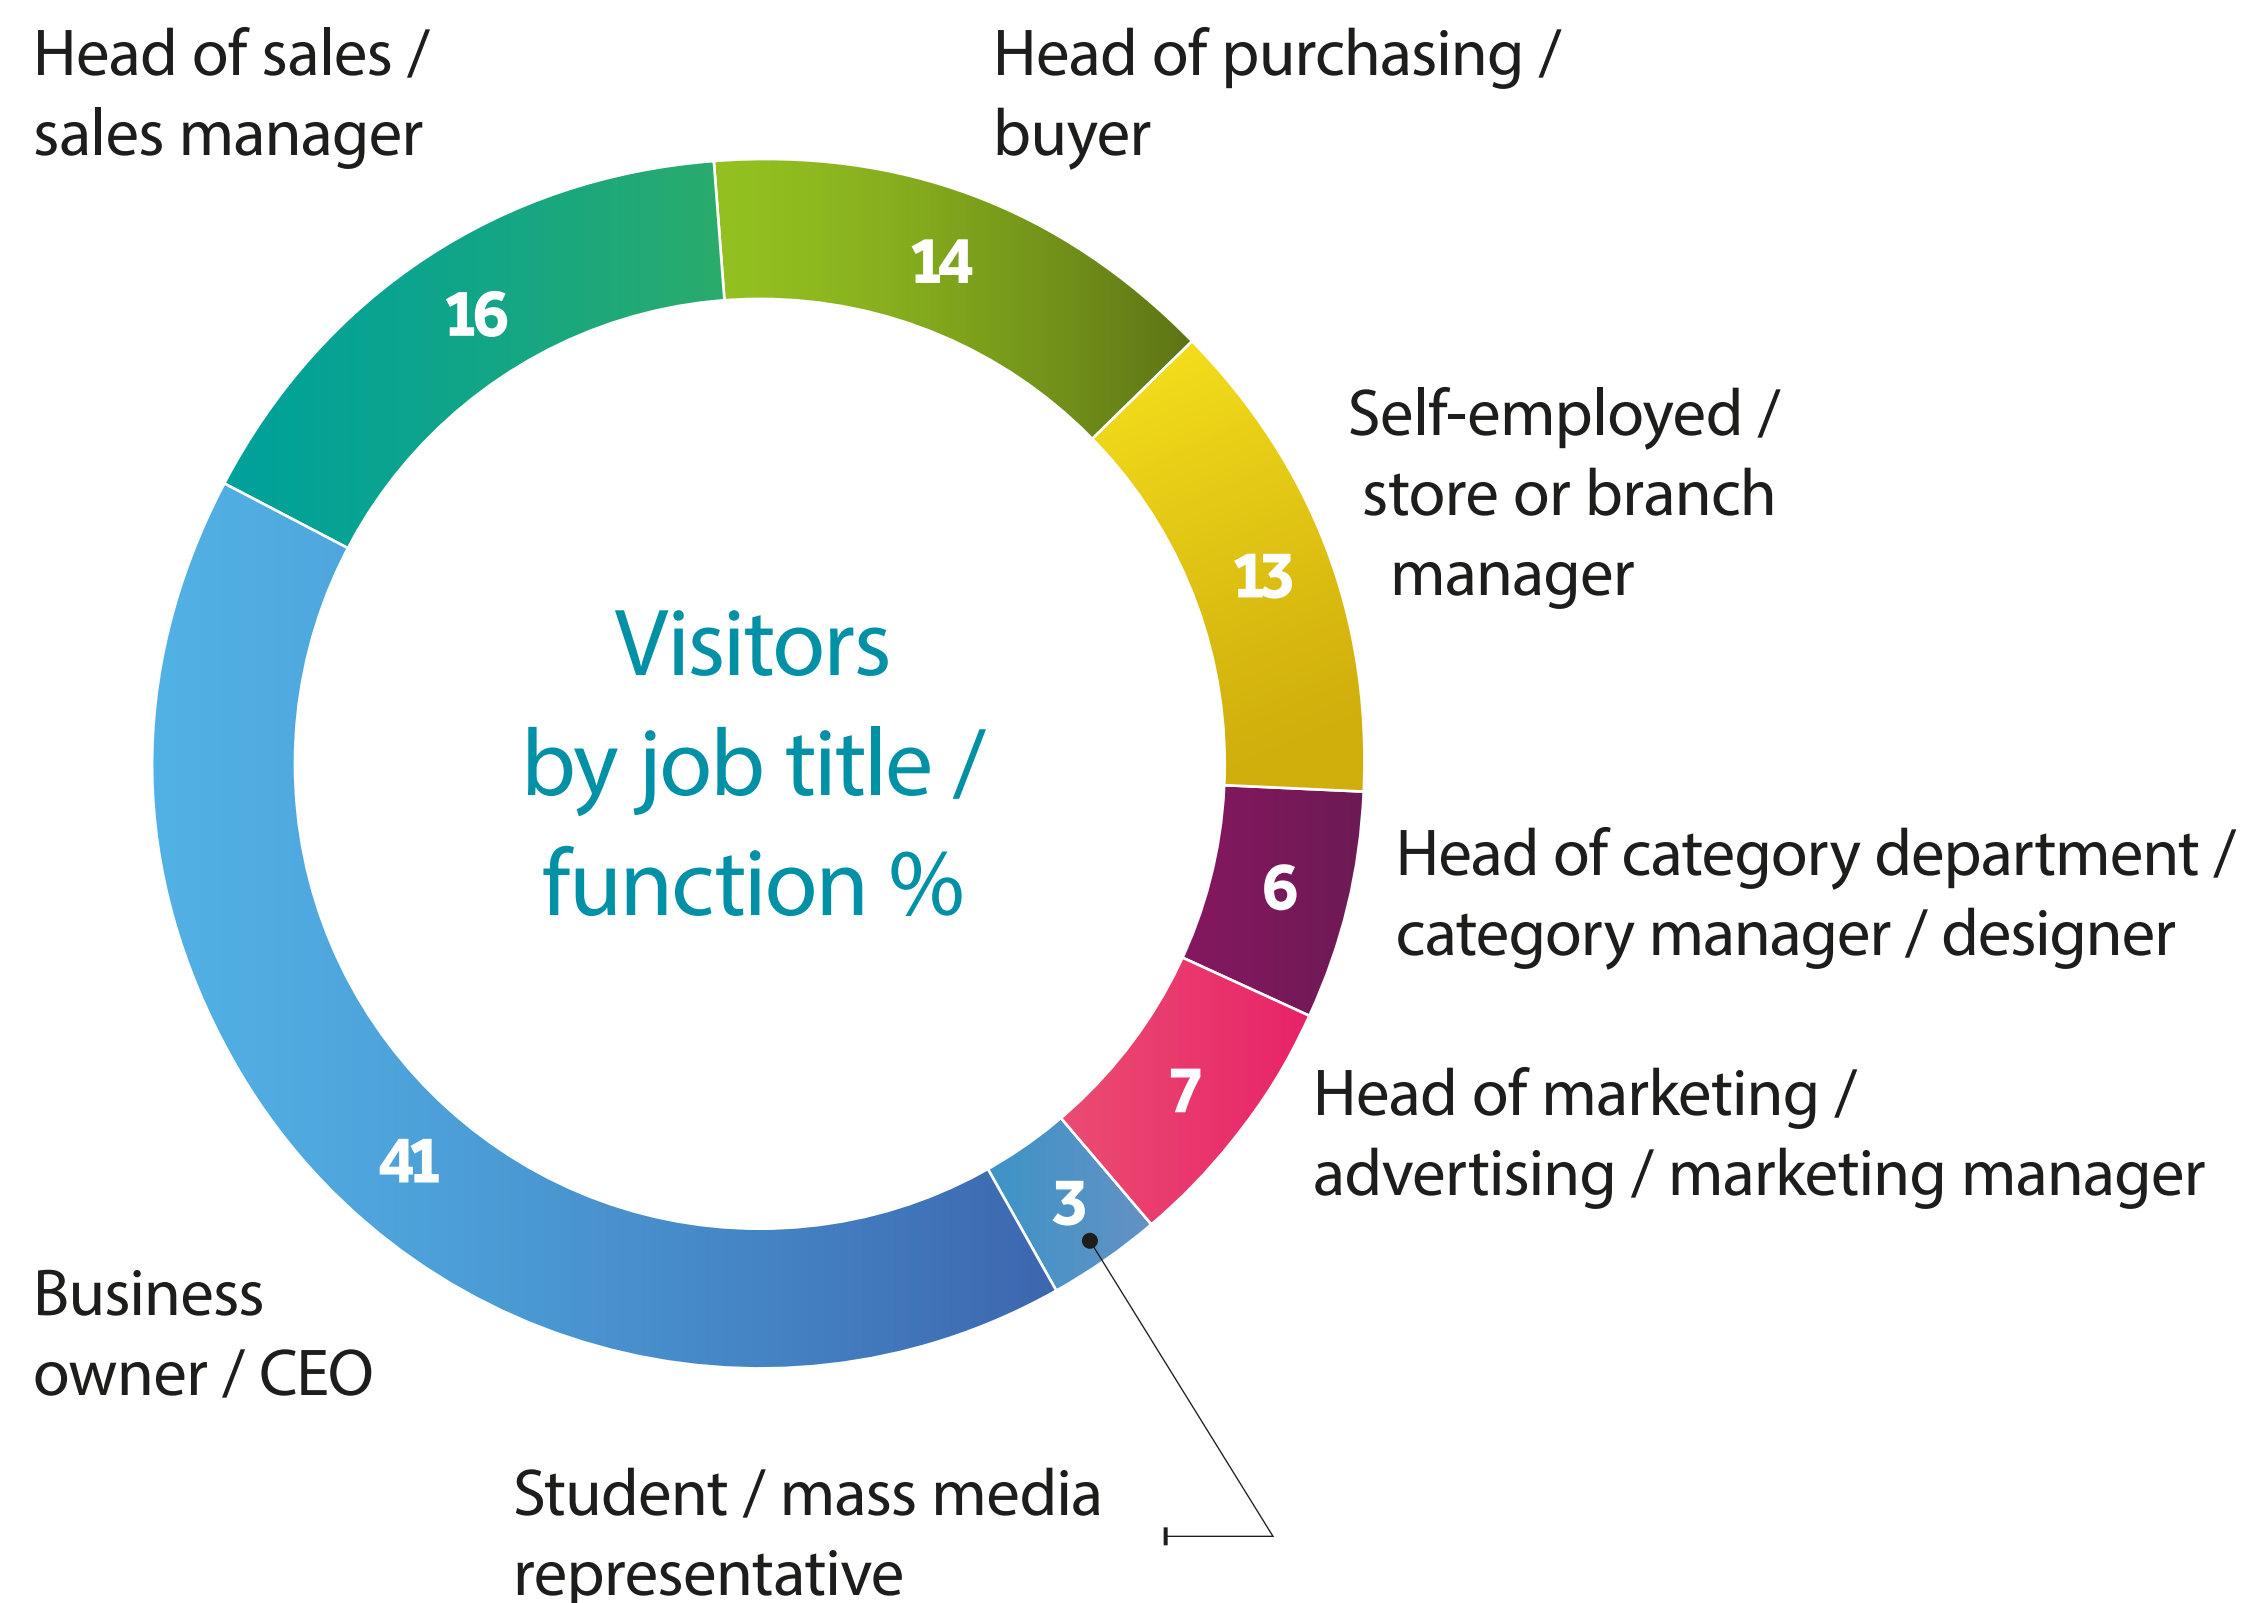 Head of sales /
sales manager
Head of purchasing /
buyer
16
14
Self-employed /
store or branch
manager
13
Visitors
by job title /
function %
6
Head of category department /
category manager / designer
7
Head of marketing /
advertising / marketing manager
3
41
Business
owner / CEO
Student / mass media
representative